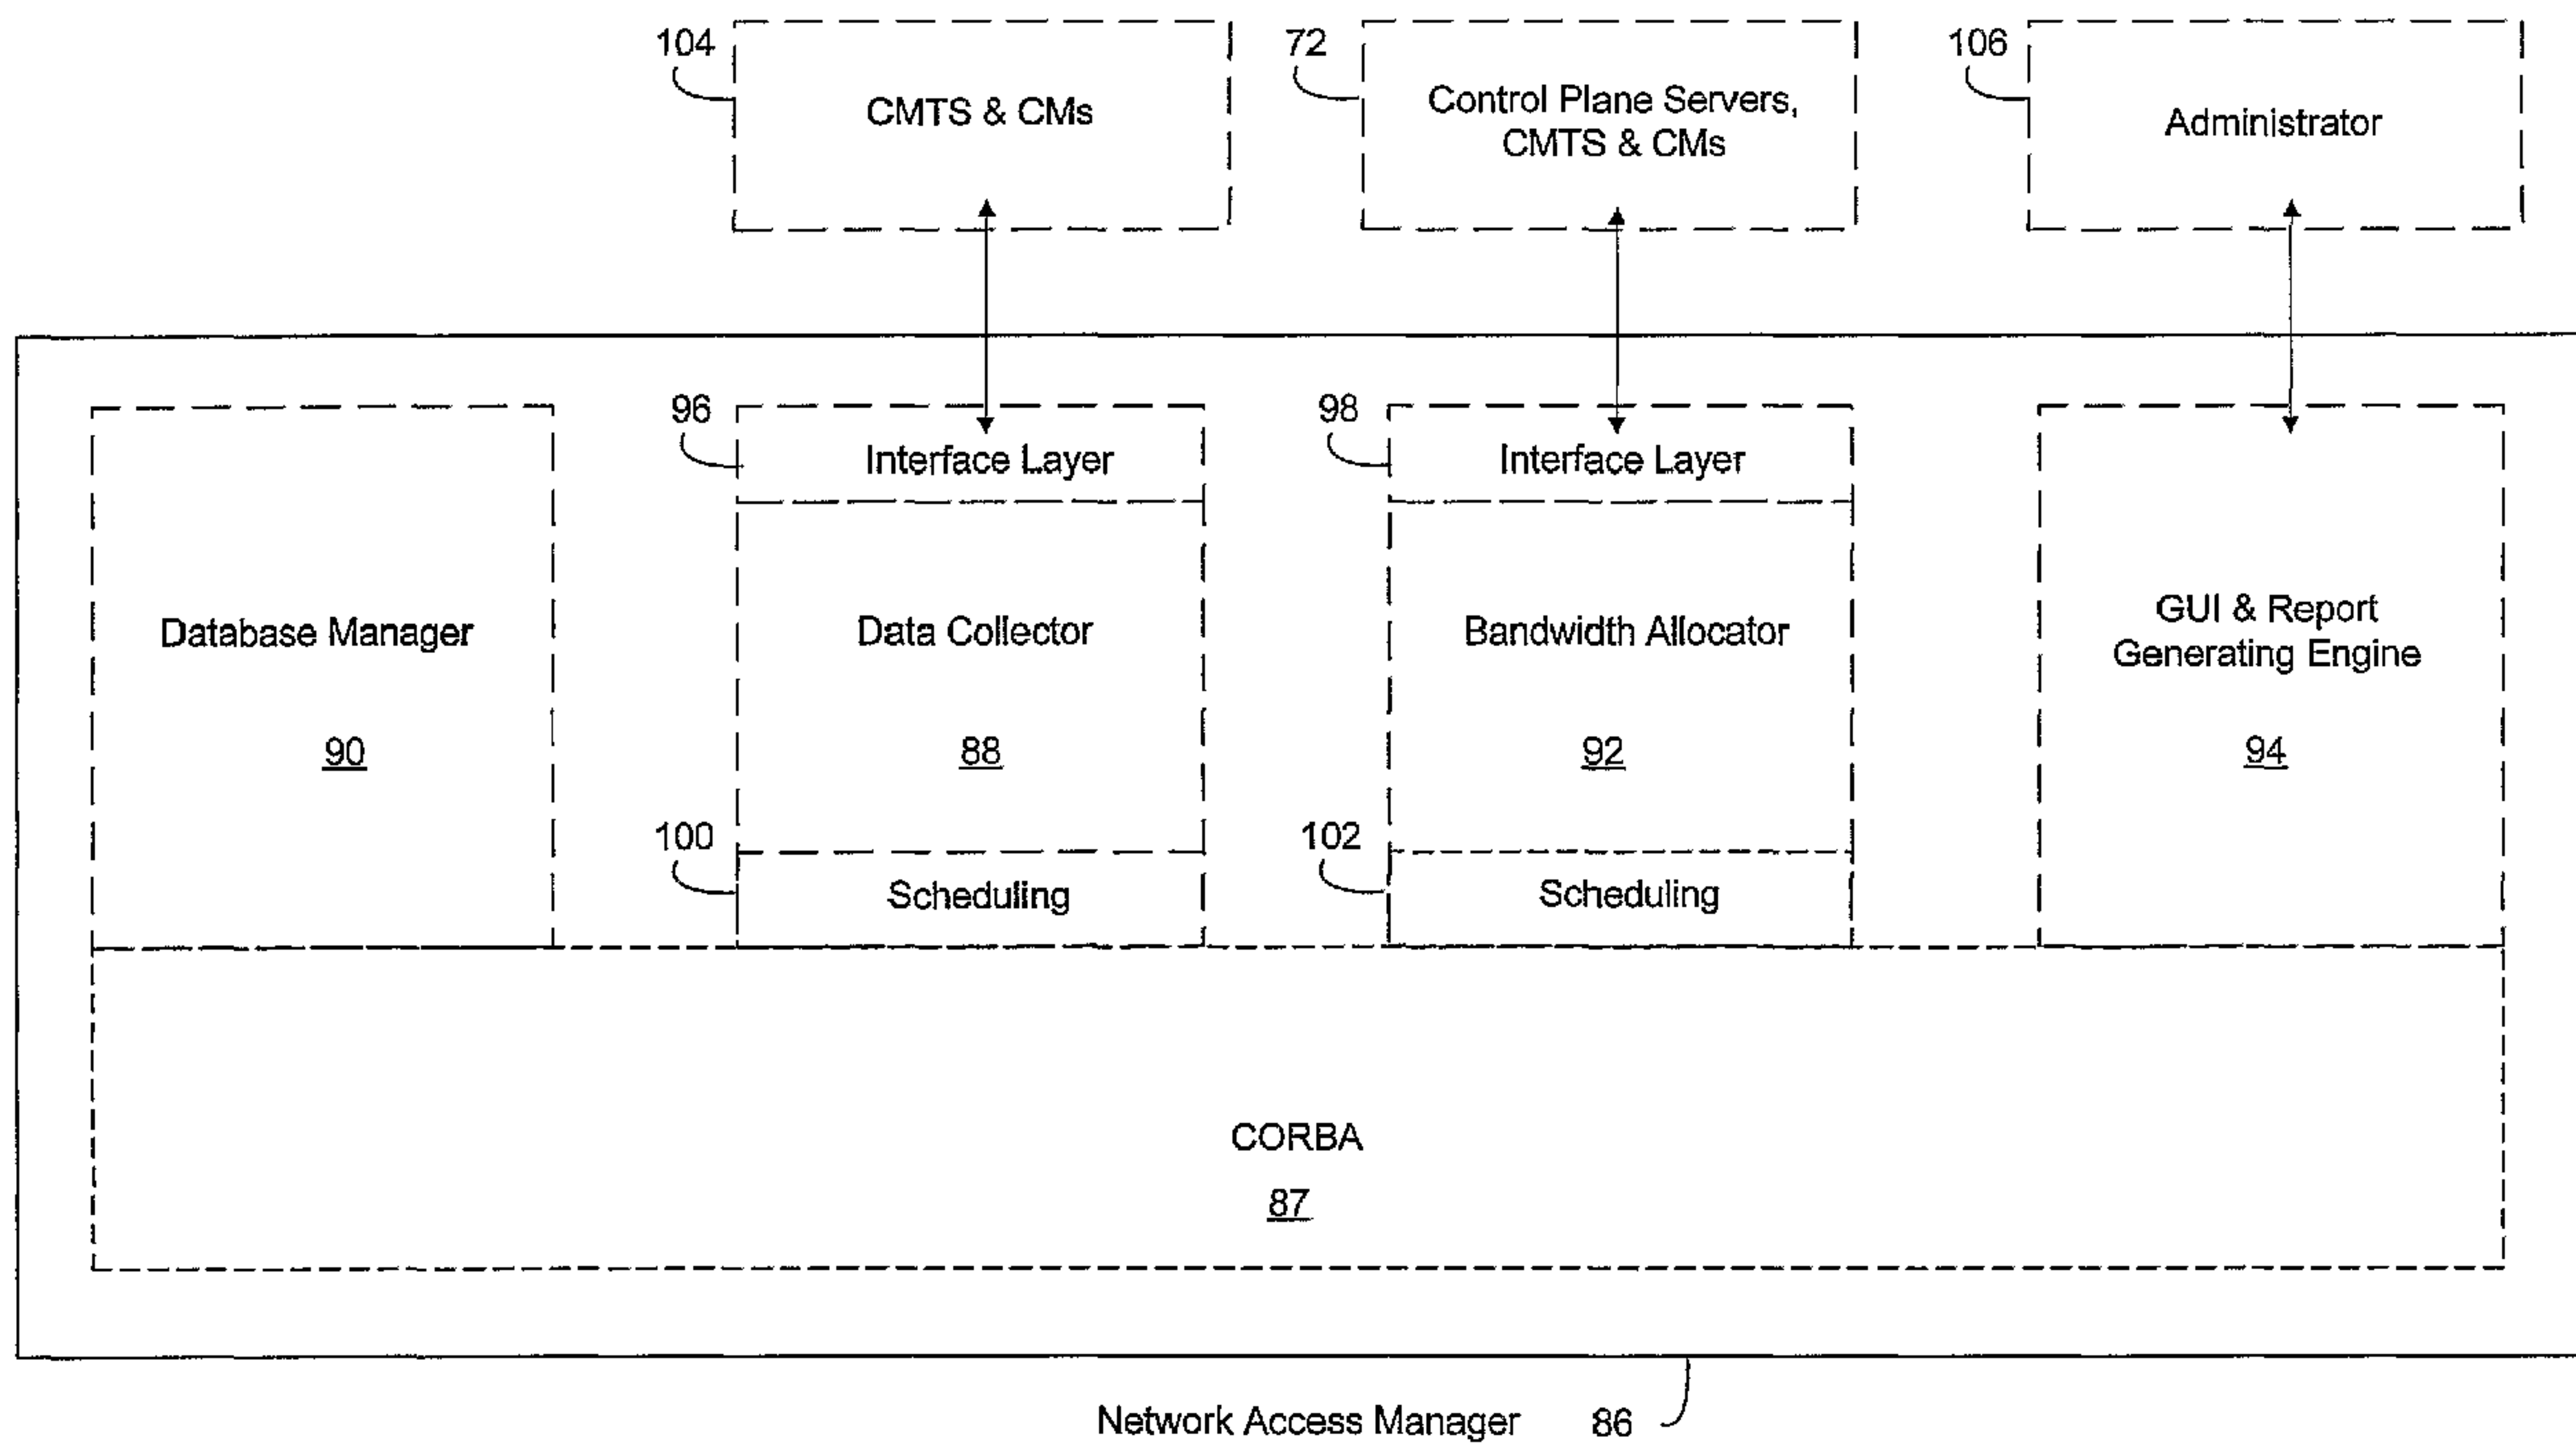 104
CMTS & CMs
72
Control Plane Servers,
CMTS & CMs
106
Administrator
96
Interface Layer
98
Interface Layer
Database Manager
90
Data Collector
88
Bandwidth Allocator
92
GUI & Report
Generating Engine
94
100
Scheduling
102
Scheduling
CORBA
87
Network Access Manager 86